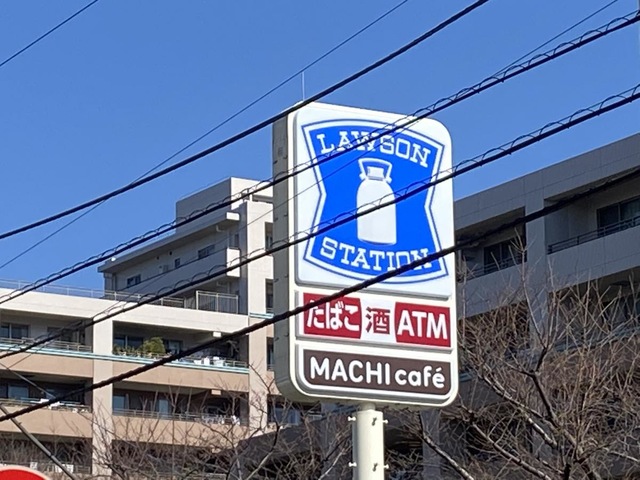 LAWSON
STATION
たばこ 酒 ATM
MACHI café